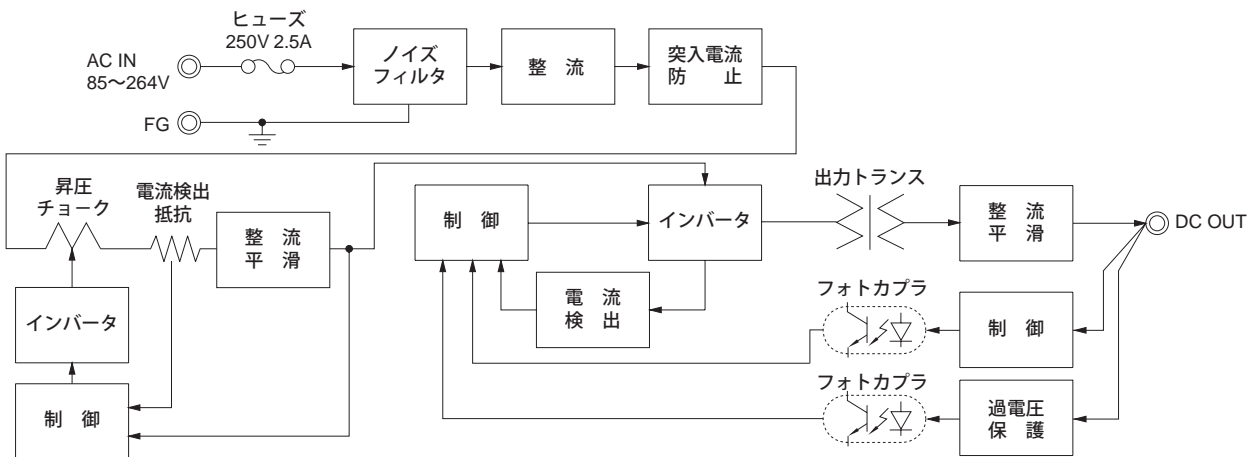 ヒューズ
250V 2.5A
AC IN
85～264V
FG
ノイズ
フィルタ
整 流
突入電流
防 止
昇圧
チョーク
電流検出
抵抗
整 流
平 滑
インバータ
制 御
制 御
インバータ
電 流
検 出
出力トランス
整 流
平 滑
DC OUT
フォトカプラ
制 御
フォトカプラ
過電圧
保 護